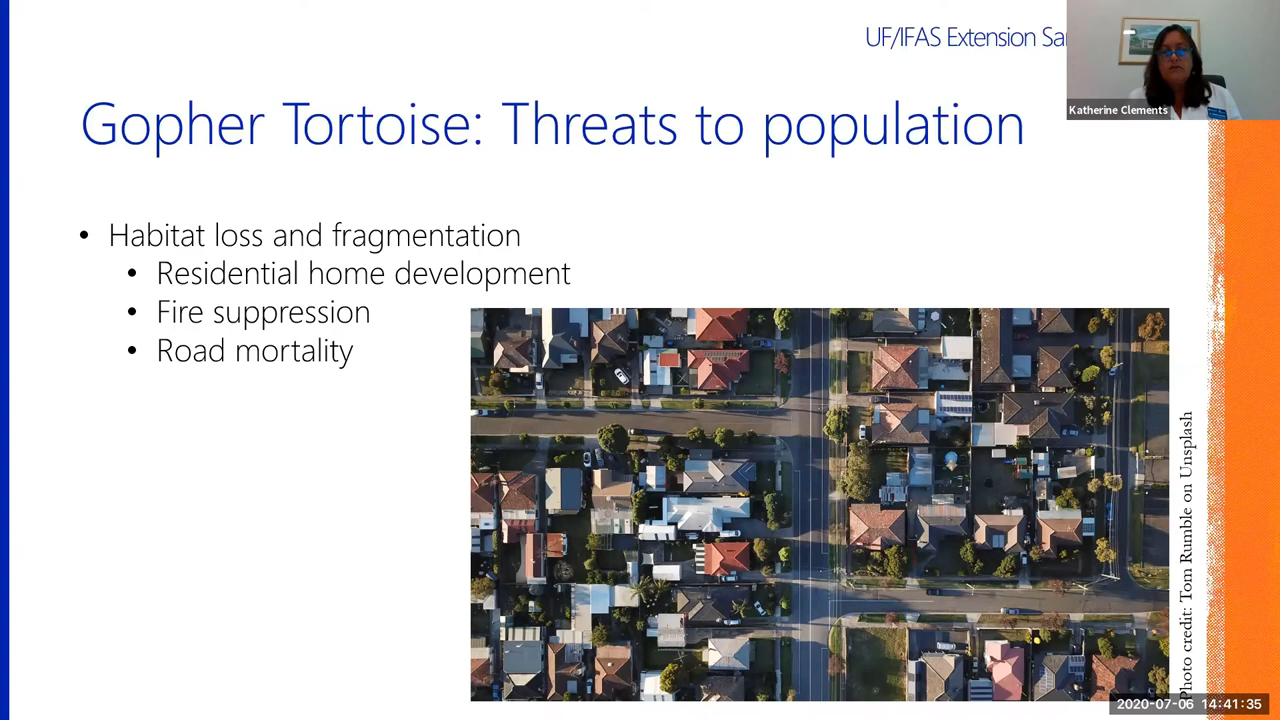 UF/IFAS Extension
Katherine Clements
Gopher Tortoise: Threats to population
• Habitat loss and fragmentation
• Residential home development
• Fire suppression
• Road mortality
Photo credit: Tom Rumble on Unsplash
2020-07-06 14:41:35